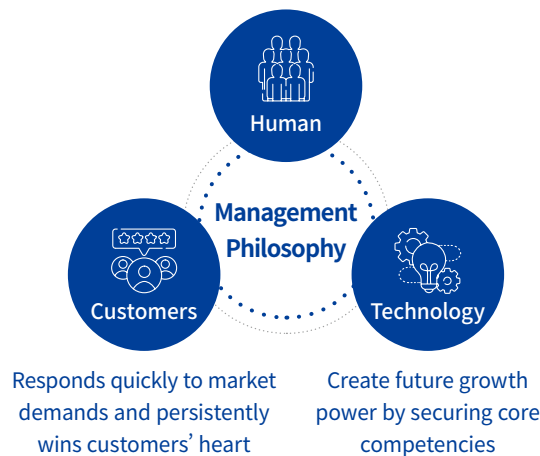 Human
Management
Philosophy
Customers
Technology
Responds quickly to market
demands and persistently
wins customers’ heart
Create future growth
power by securing core
competencies